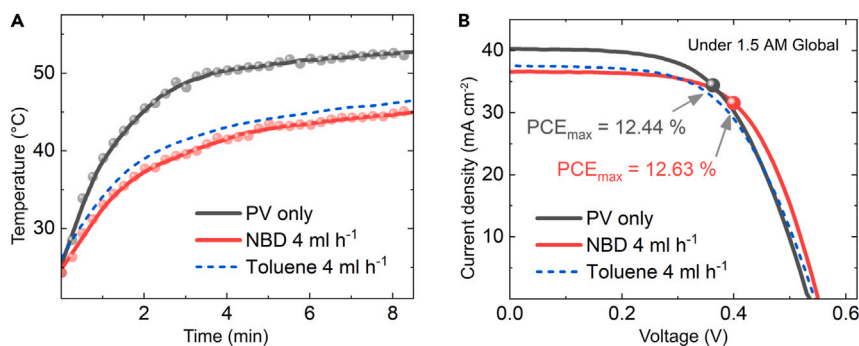 A
Temperature (°C)
50
40
30
PV only
NBD 4 ml h-1
Toluene 4 ml h-1
2
4
6
8
Time (min)
B
Current density (mA cm-2)
40
30
20
10
Under 1.5 AM Global
PCEmax = 12.44 %
PCEmax = 12.63 %
PV only
NBD 4 ml h-1
Toluene 4 ml h-1
0.0
0.2
0.4
0.6
Voltage (V)